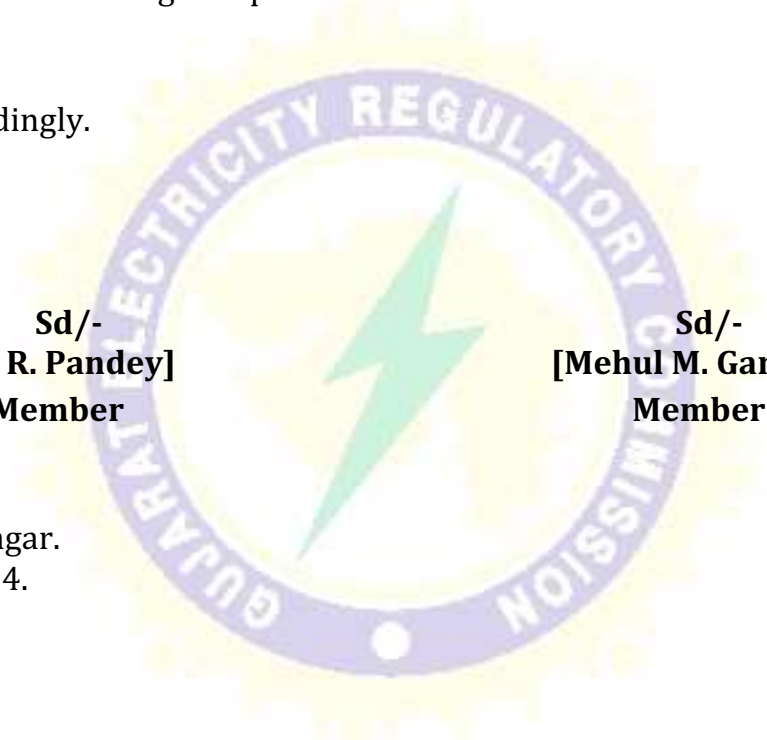 dingly.
GUJARAT ELECTRICITY REGULATORY COMMISSION
Sd/- Sd/-
R. Pandey] [Mehul M. Gan
Member Member
gar.
4.